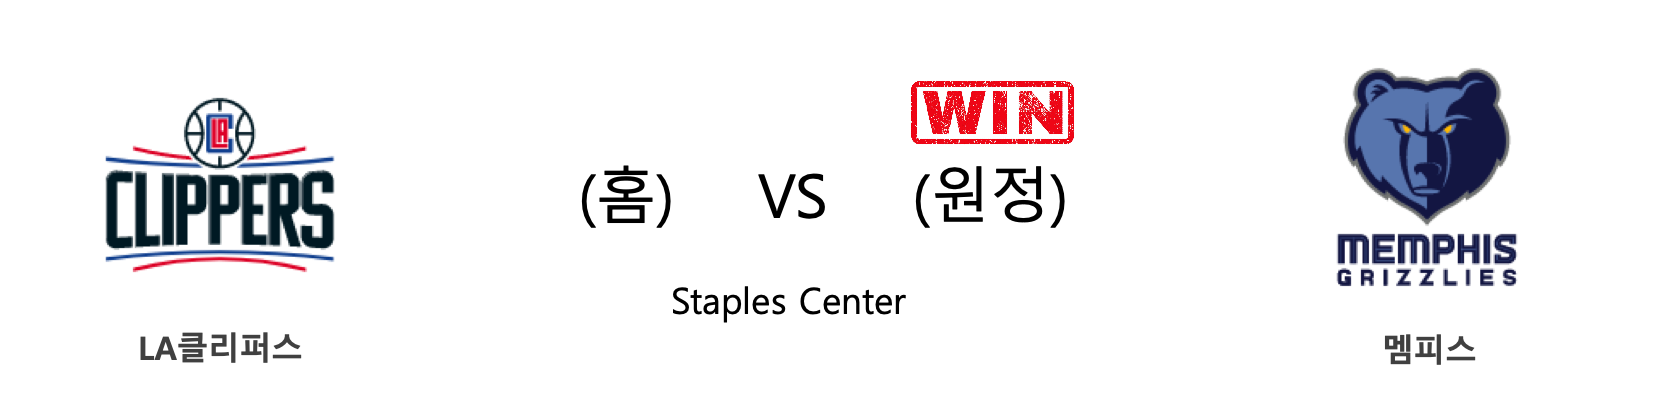 LA
CLIPPERS
LA클리퍼스
WIN
(홈) VS (원정)
Staples Center
MEMPHIS
GRIZZLIES
멤피스